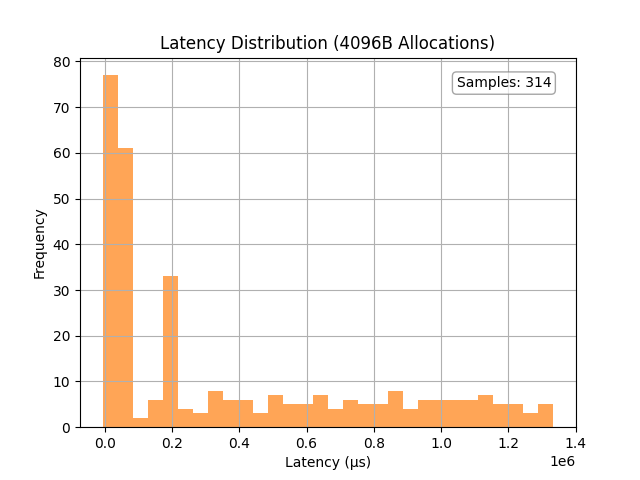 Latency Distribution (4096B Allocations)
Samples: 314
80
70
60
50
40
30
20
10
0
Frequency
0.0 0.2 0.4 0.6 0.8 1.0 1.2 1.4
1e6
Latency (µs)